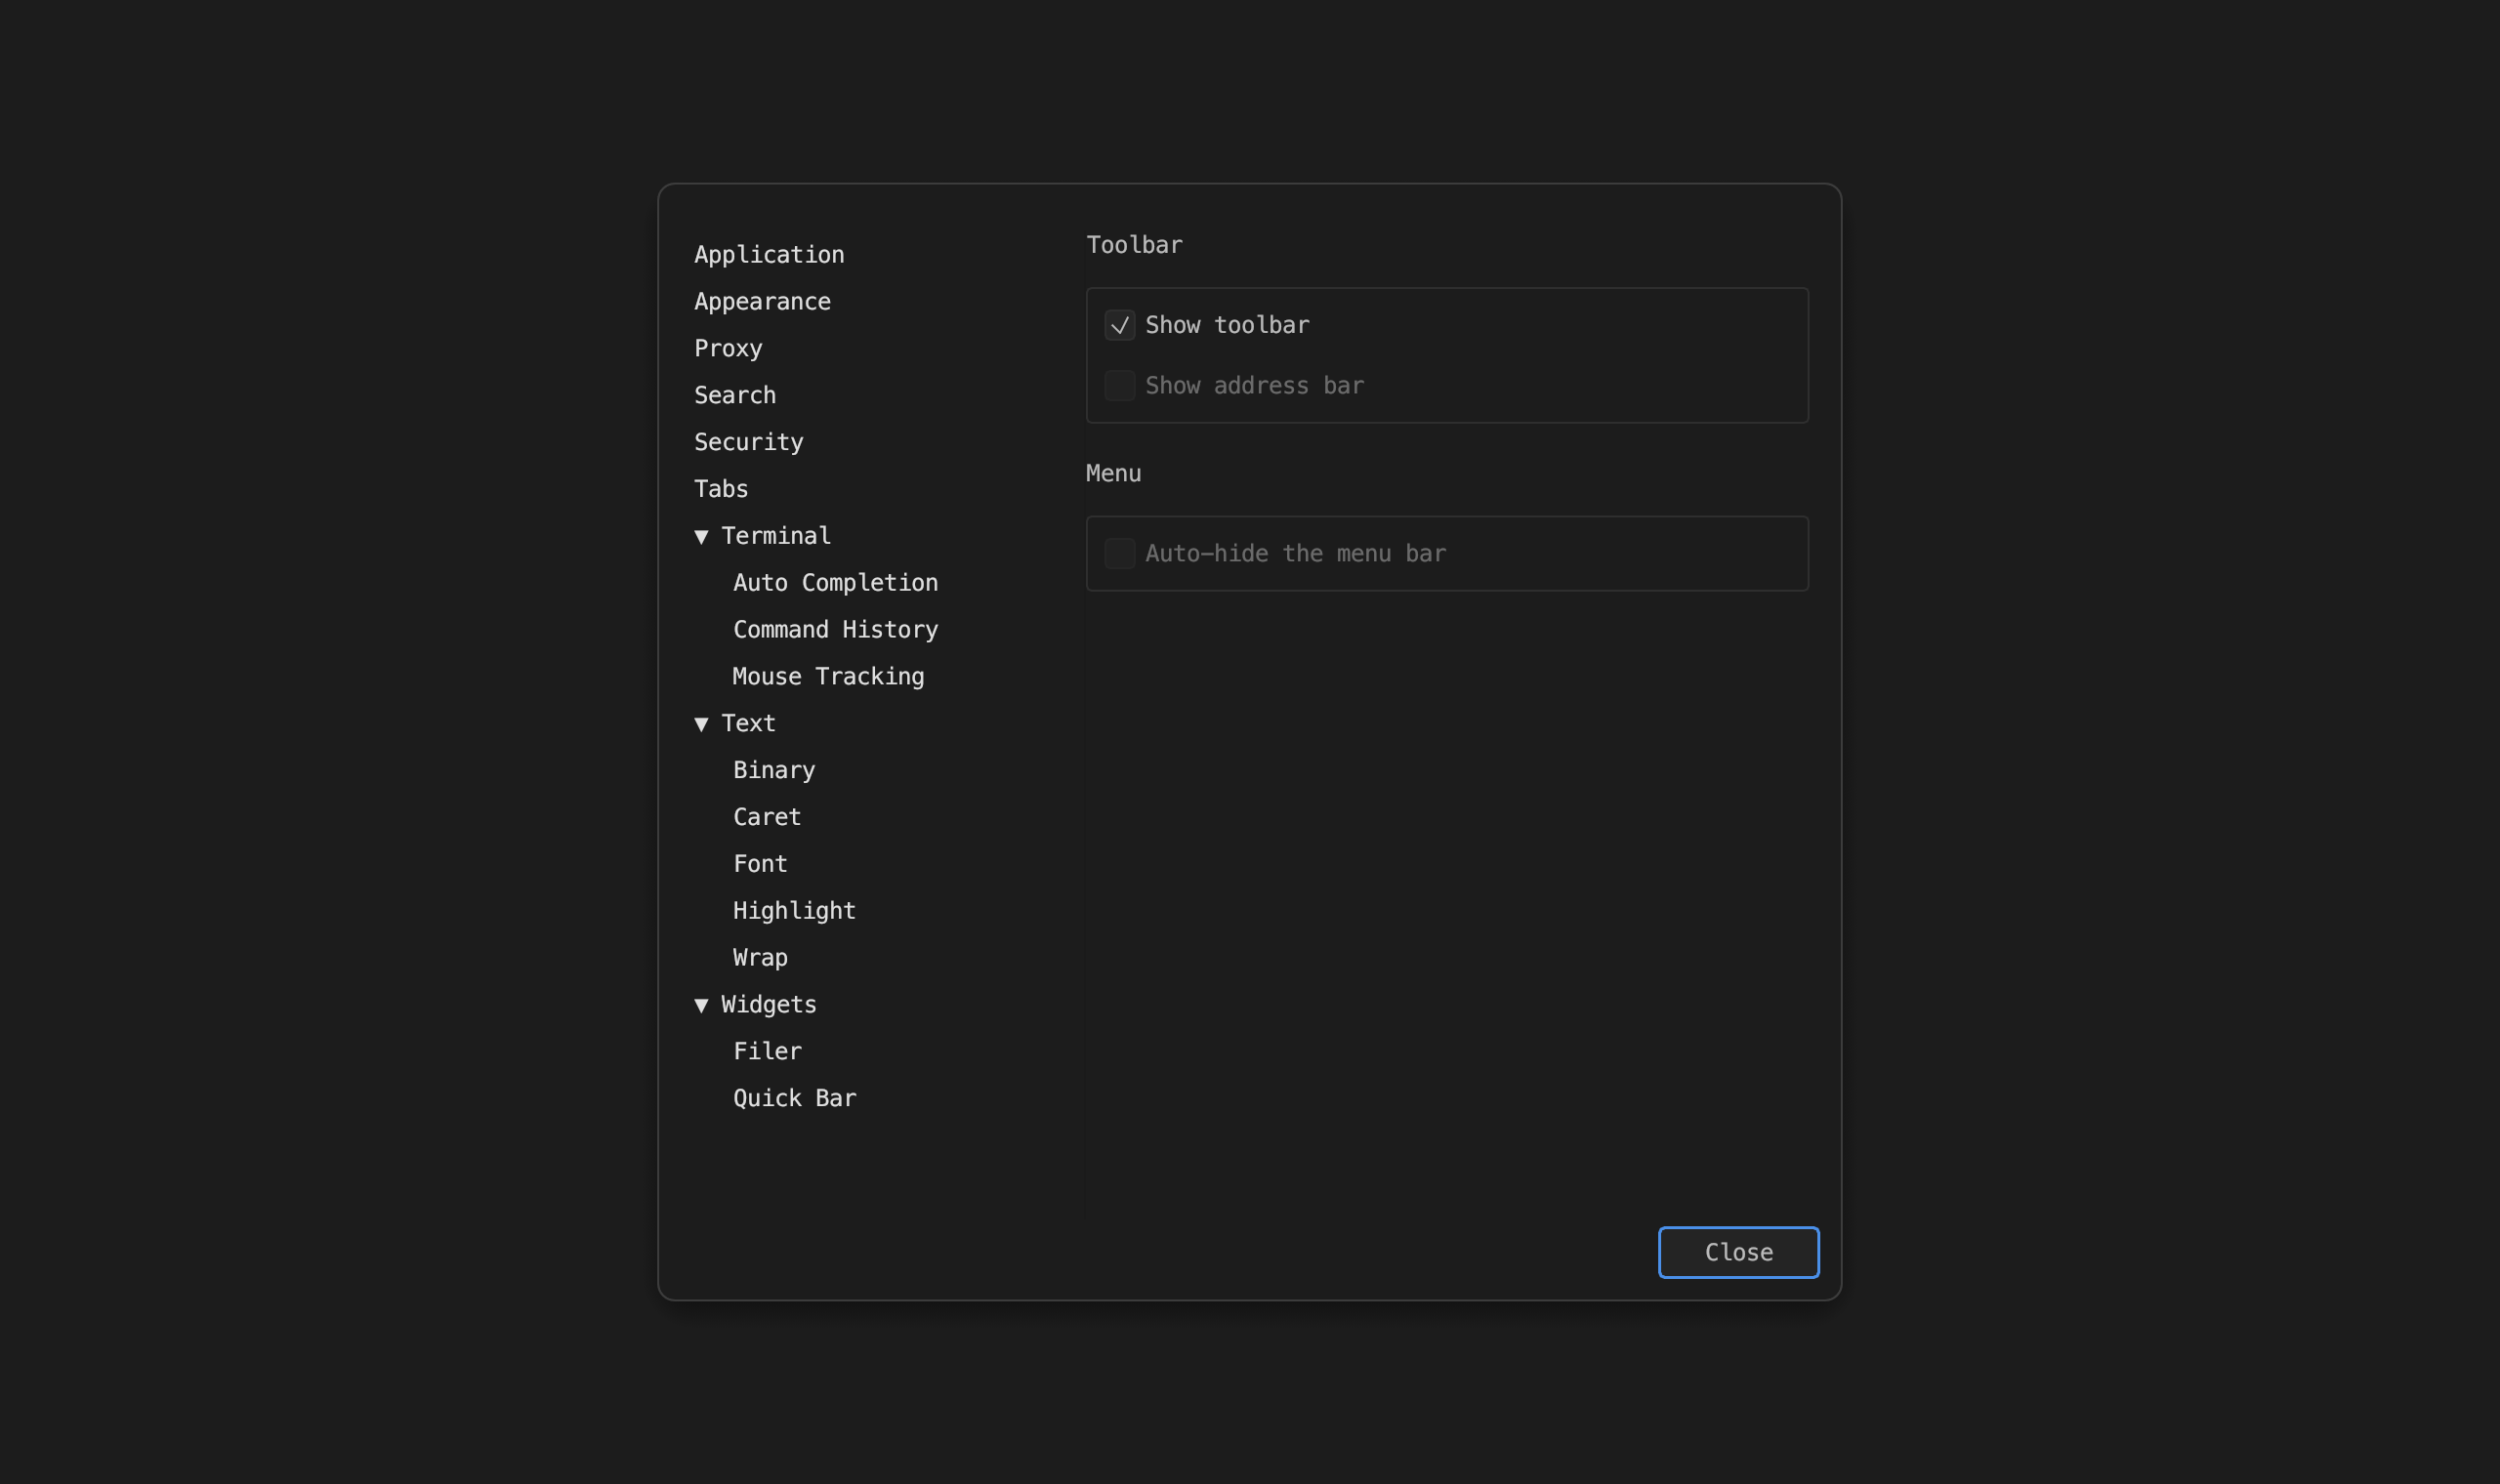 Application
Appearance
Proxy
Search
Security
Tabs
▼ Terminal
Auto Completion
Command History
Mouse Tracking
▼ Text
Binary
Caret
Font
Highlight
Wrap
▼ Widgets
Filer
Quick Bar
Toolbar
Show toolbar
Show address bar
Menu
Auto-hide the menu bar
Close